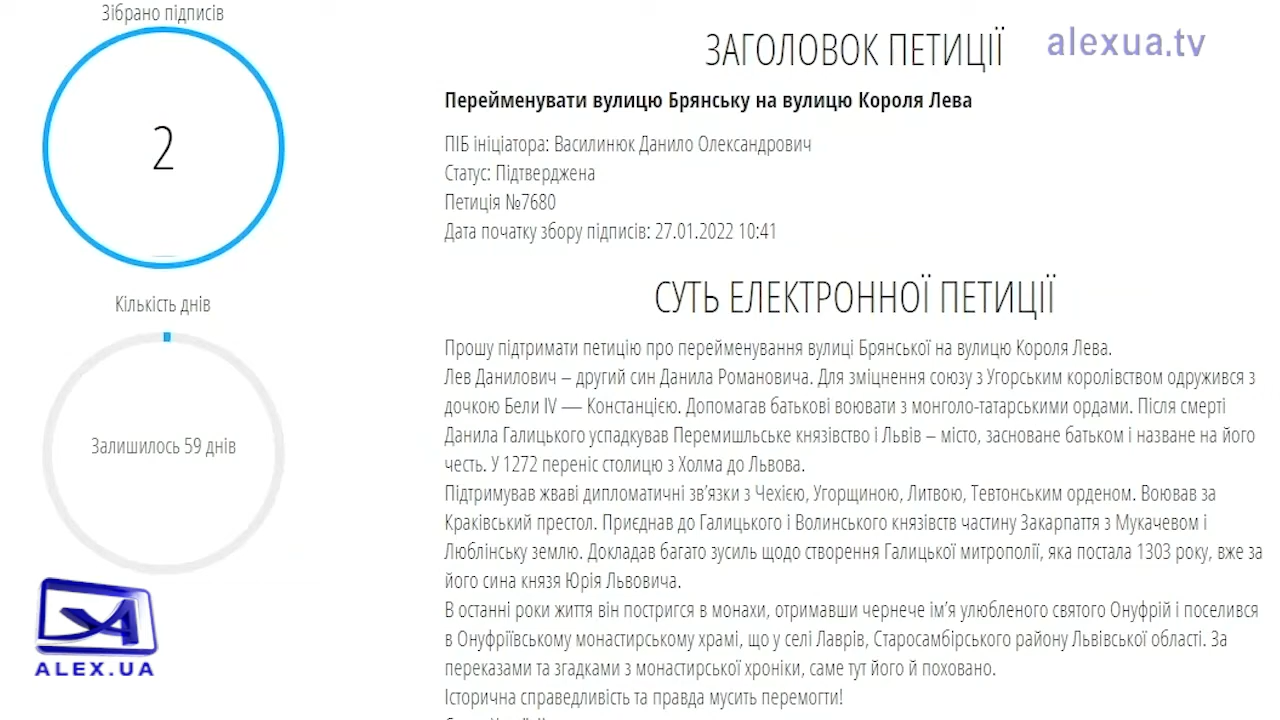 Зібрано підписів
2
Кількість днів
Залишилось 59 днів
ALEX.UA
alexua.tv
ЗАГОЛОВОК ПЕТИЦІЇ
Перейменувати вулицю Брянську на вулицю Короля Лева
ПІБ ініціатора: Василинюк Данило Олександрович
Статус: Підтверджена
Петиція №7680
Дата початку збору підписів: 27.01.2022 10:41
СУТЬ ЕЛЕКТРОННОЇ ПЕТИЦІЇ
Прошу підтримати петицію про перейменування вулиці Брянської на вулицю Короля Лева.
Лев Данилович – другий син Данила Романовича. Для зміцнення союзу з Угорським королівством одружився з
дочкою Бели IV — Констанцією. Допомагав батькові воювати з монголо-татарськими ордами. Після смерті
Данила Галицького успадкував Перемишльське князівство і Львів – місто, засноване батьком і назване на його
честь. У 1272 переніс столицю з Холма до Львова.
Підтримував жваві дипломатичні зв’язки з Чехією, Угорщиною, Литвою, Тевтонським орденом. Воював за
Краківський престол. Приєднав до Галицького і Волинського князівств частину Закарпаття з Мукачевом і
Люблінську землю. Докладав багато зусиль щодо створення Галицької митрополії, яка постала 1303 року, вже за
його сина князя Юрія Львовича.
В останні роки життя він постригся в монахи, отримавши чернече ім’я улюбленого святого Онуфрій і поселився
в Онуфріївському монастирському храмі, що у селі Лаврів, Старосамбірського району Львівської області. За
переказами та згадками з монастирської хроніки, саме тут його й поховано.
Історична справедливість та правда мусить перемогти!